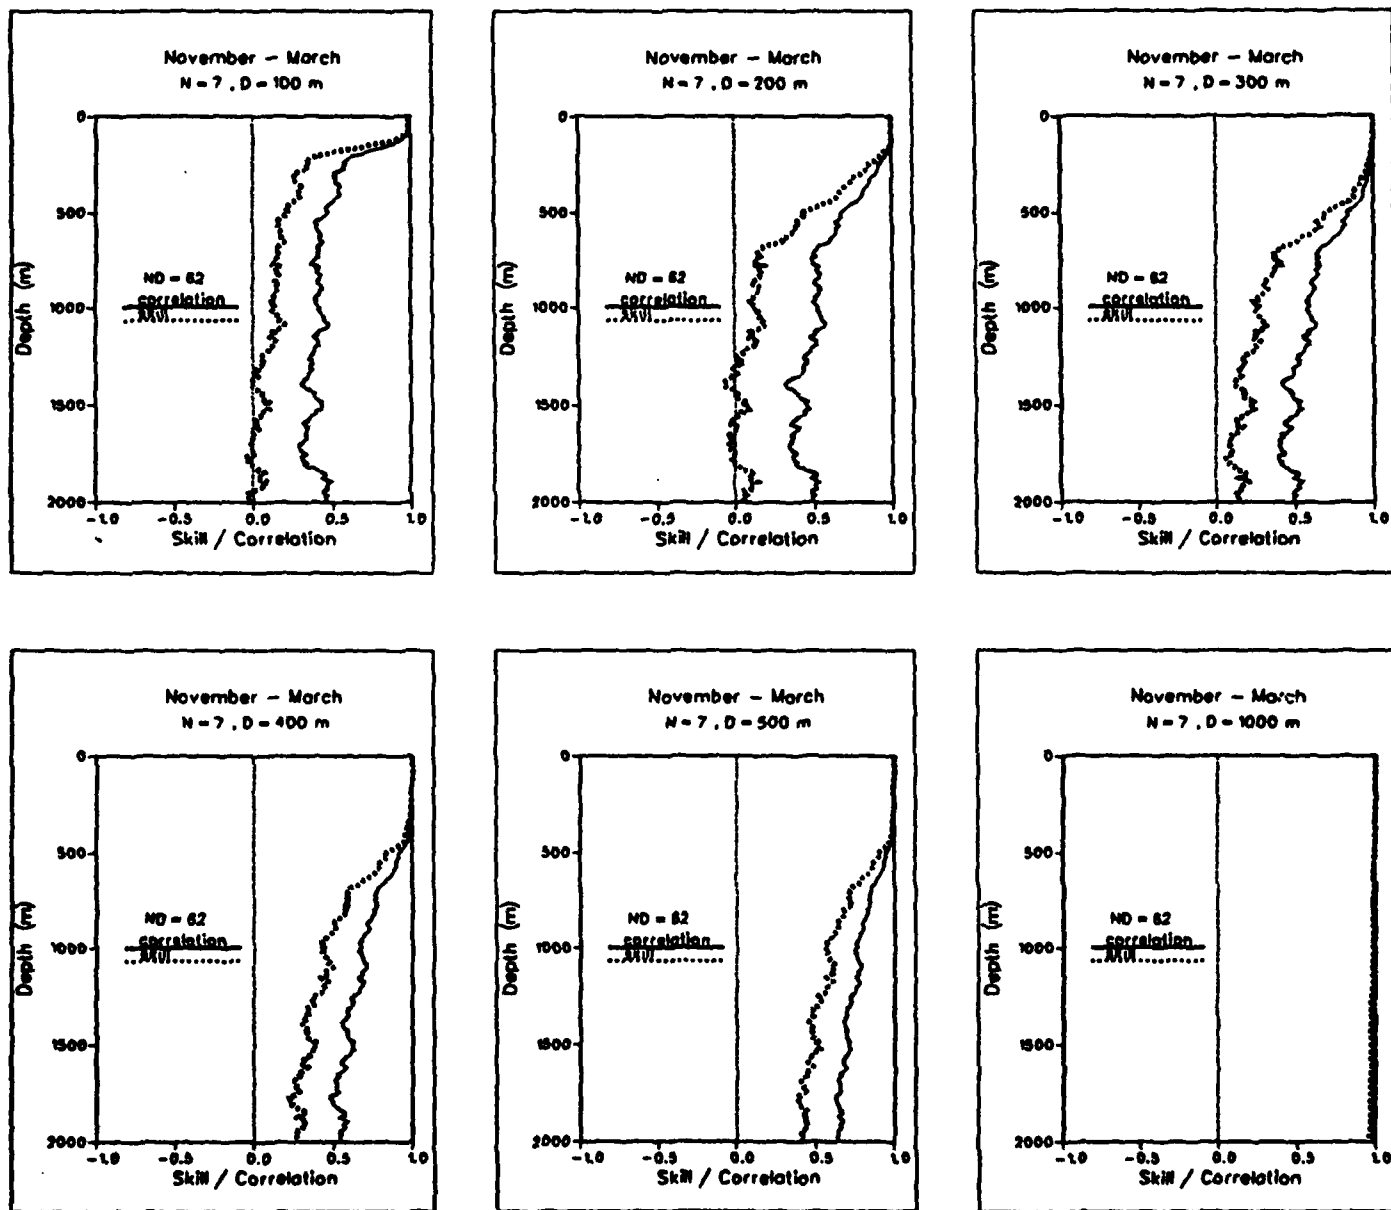 November - March
N = 7 , D = 100 m
0
500
1000
1500
2000
Depth (m)
ND = 62
correlation
skill
-1.0 -0.5 0.0 0.5 1.0
Skill / Correlation
November - March
N = 7 , D = 200 m
0
500
1000
1500
2000
Depth (m)
ND = 62
correlation
skill
-1.0 -0.5 0.0 0.5 1.0
Skill / Correlation
November - March
N = 7 , D = 300 m
0
500
1000
1500
2000
Depth (m)
ND = 62
correlation
skill
-1.0 -0.5 0.0 0.5 1.0
Skill / Correlation
November - March
N = 7 , D = 400 m
0
500
1000
1500
2000
Depth (m)
ND = 62
correlation
skill
-1.0 -0.5 0.0 0.5 1.0
Skill / Correlation
November - March
N = 7 , D = 500 m
0
500
1000
1500
2000
Depth (m)
ND = 62
correlation
skill
-1.0 -0.5 0.0 0.5 1.0
Skill / Correlation
November - March
N = 7 , D = 1000 m
0
500
1000
1500
2000
Depth (m)
ND = 62
correlation
skill
-1.0 -0.5 0.0 0.5 1.0
Skill / Correlation